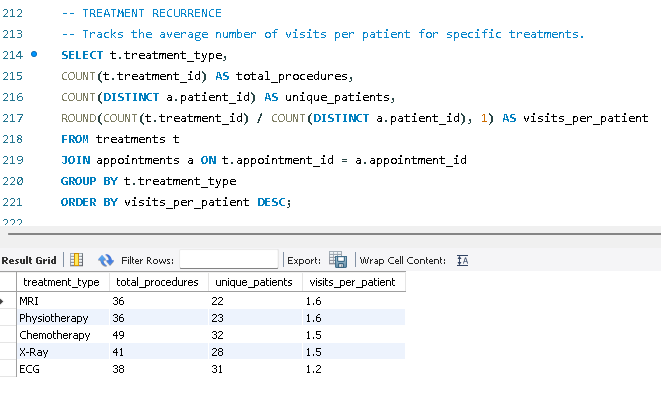 212 -- TREATMENT RECURRENCE
213 -- Tracks the average number of visits per patient for specific treatments.
214 SELECT t.treatment_type,
215 COUNT(t.treatment_id) AS total_procedures,
216 COUNT(DISTINCT a.patient_id) AS unique_patients,
217 ROUND(COUNT(t.treatment_id) / COUNT(DISTINCT a.patient_id), 1) AS visits_per_patient
218 FROM treatments t
219 JOIN appointments a ON t.appointment_id = a.appointment_id
220 GROUP BY t.treatment_type
221 ORDER BY visits_per_patient DESC;
222
Result Grid Filter Rows: Export: Wrap Cell Content: IA
treatment_type total_procedures unique_patients visits_per_patient
MRI 36 22 1.6
Physiotherapy 36 23 1.6
Chemotherapy 49 32 1.5
X-Ray 41 28 1.5
ECG 38 31 1.2